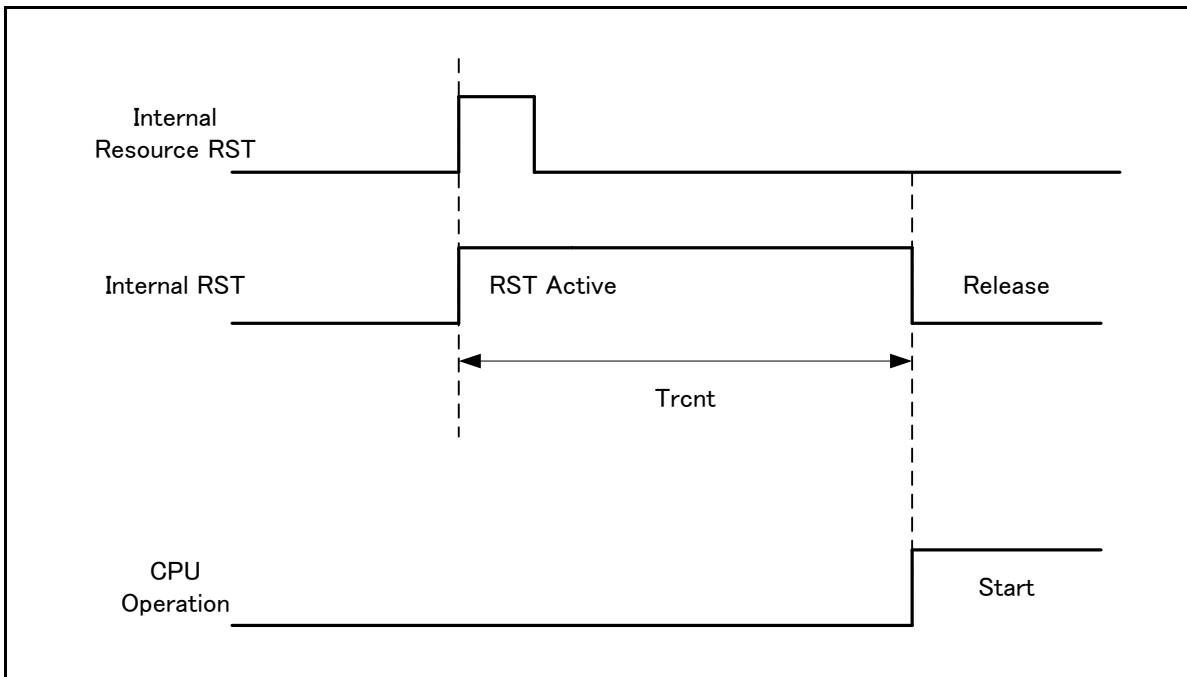 Internal
Resource RST
Internal RST
RST Active
Release
Trcnt
CPU
Operation
Start